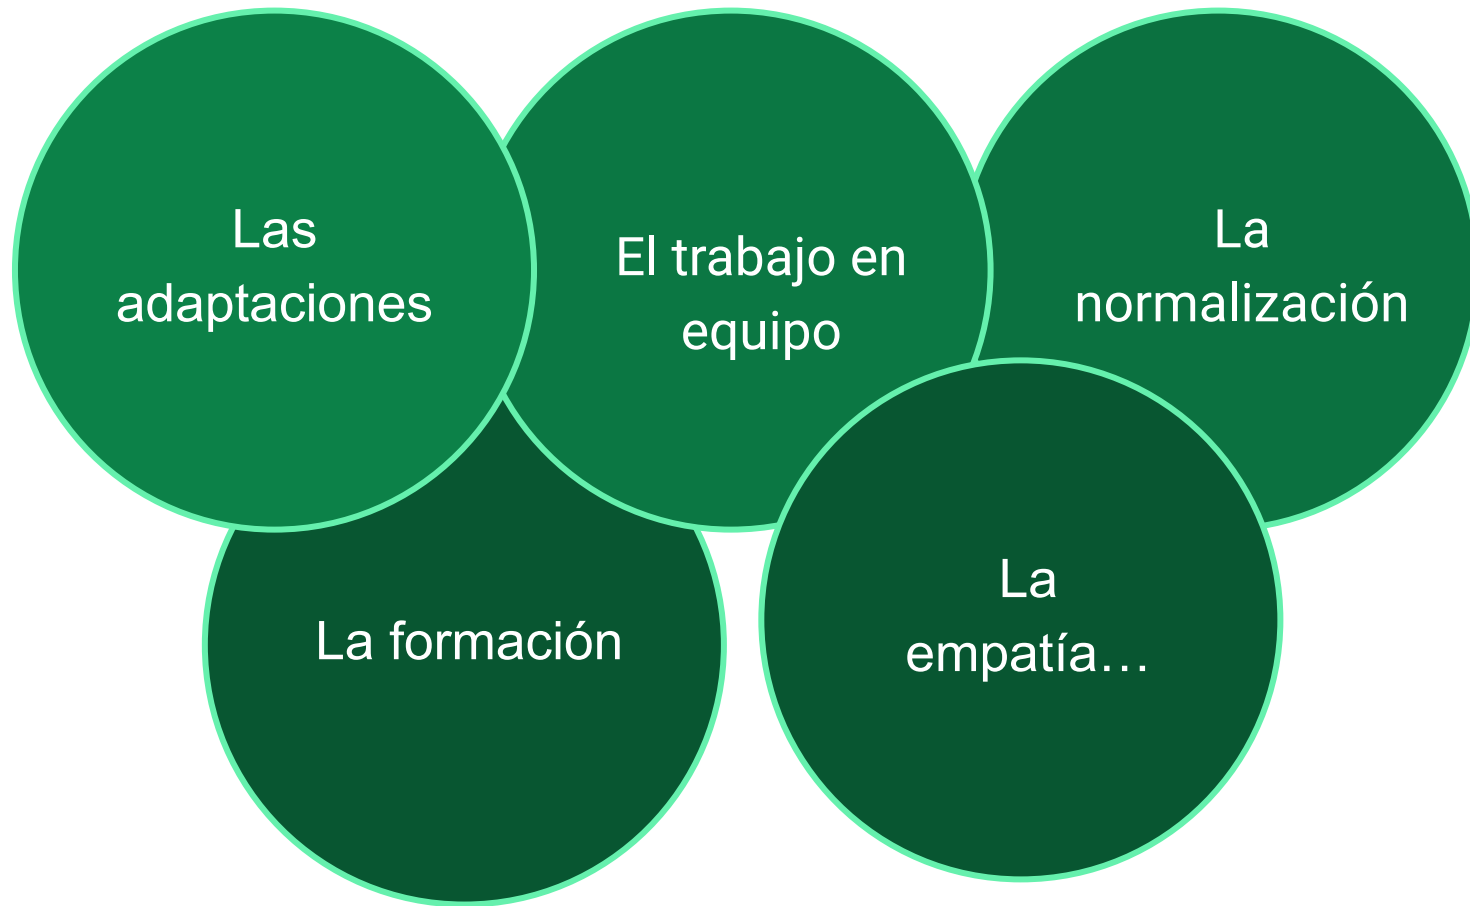 Las
adaptaciones
El trabajo en
equipo
La
normalización
La formación
La
empatía…